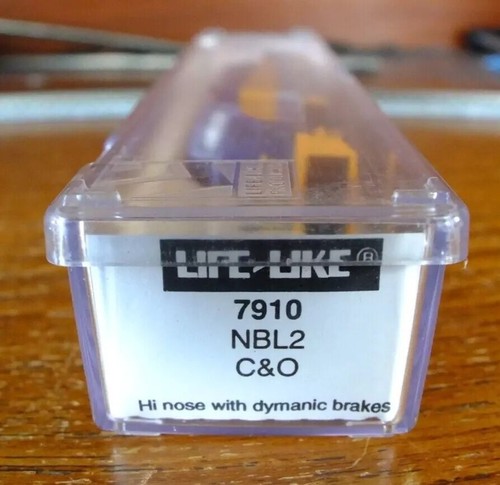 LIFE-LIKE®
7910
NBL2
C&O
Hi nose with dymanic brakes